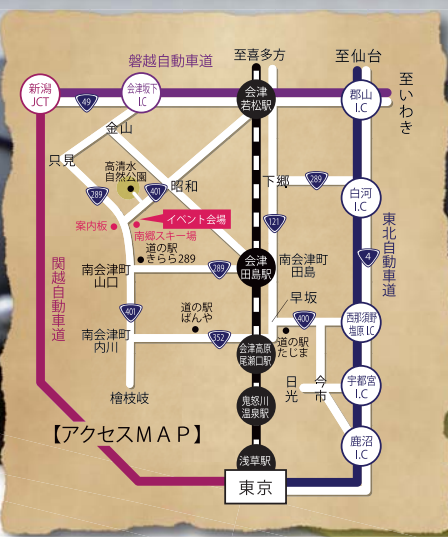 磐越自動車道
至喜多方
至仙台
至いわき
新潟
JCT
49
会津坂下
I.C
会津
若松駅
郡山
I.C
金山
只見
高清水
自然公園
289
401
昭和
下郷
289
白河
I.C
イベント会場
案内板
南郷スキー場
121
東北自動車道
4
道の駅
きらら289
南会津町
山口
289
会津
田島駅
南会津町
田島
関越自動車道
早坂
401
道の駅
ばんや
400
西那須野
塩原I.C
南会津町
内川
352
道の駅
たじま
会津高原
尾瀬口駅
日光
今市
宇都宮
I.C
檜枝岐
鬼怒川
温泉駅
【アクセスＭＡＰ】
鹿沼
I.C
浅草駅
東京